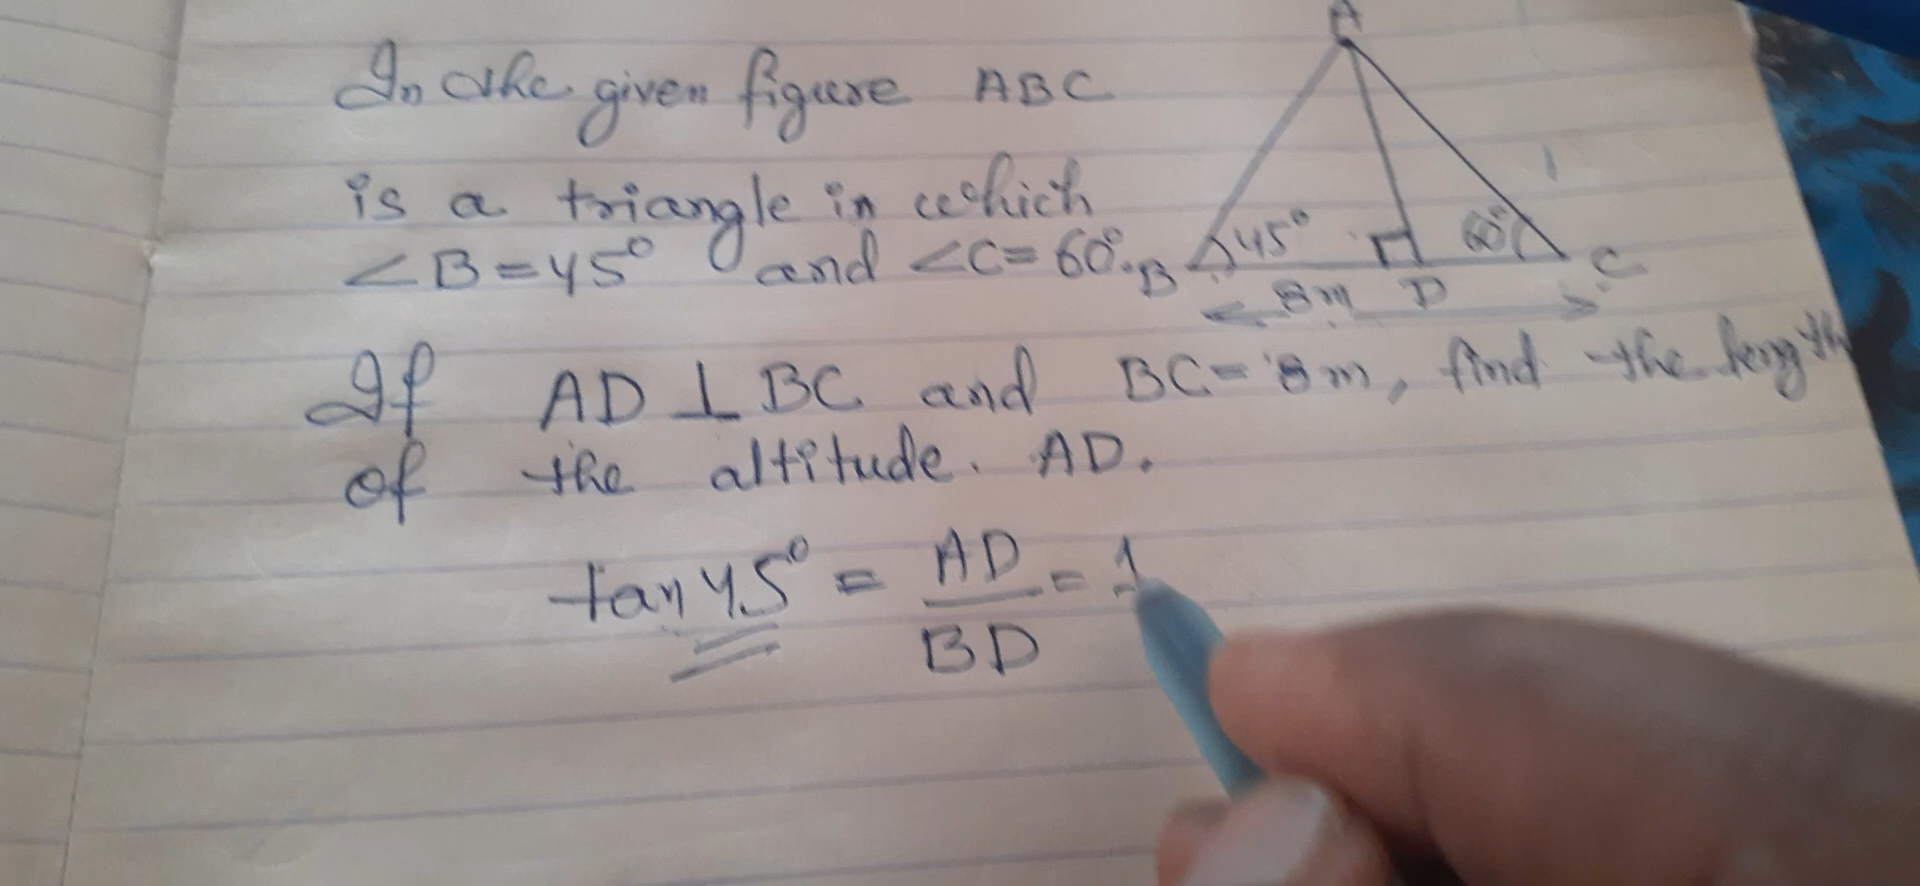 In the given figure ABC
is a triangle in which
∠B=45° and ∠C=60°.
If AD ⊥ BC and BC=8m, find the length
of the altitude. AD.
A
45°
60°
B
8m
D
C
tan 45° = AD/BD = 1